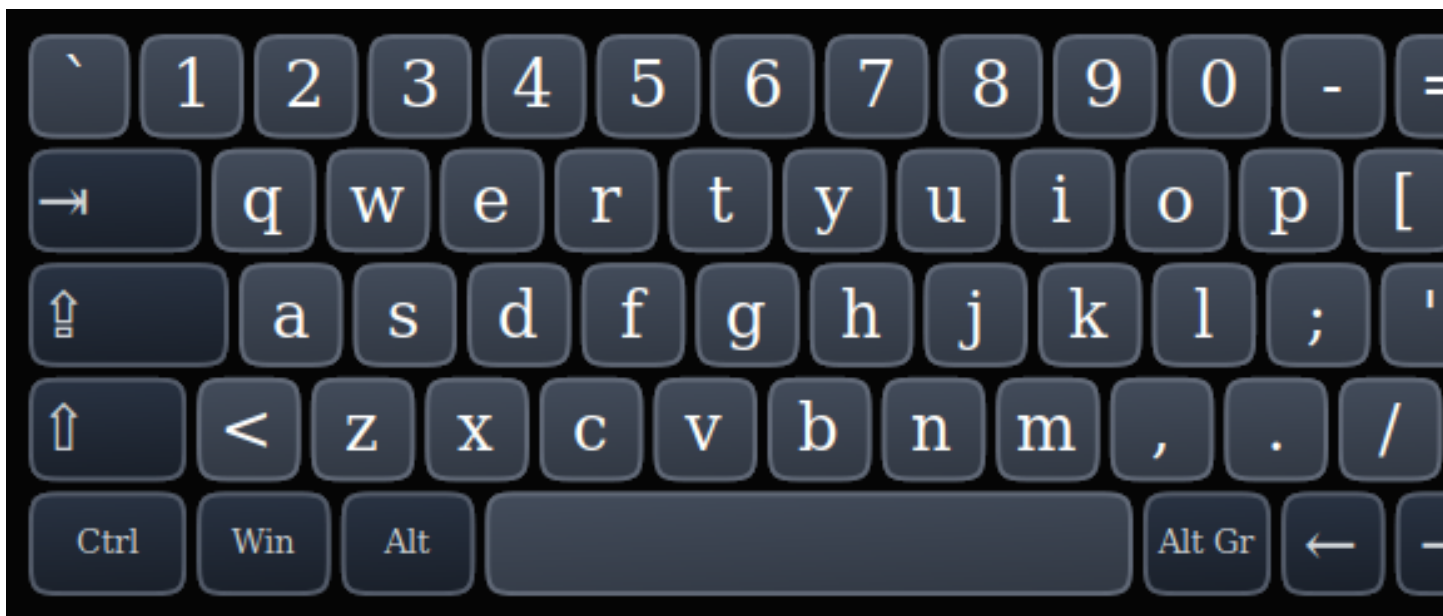 ` 1 2 3 4 5 6 7 8 9 0 - =
⇥ q w e r t y u i o p [
⇪ a s d f g h j k l ; '
⇧ < z x c v b n m , . /
Ctrl Win Alt Alt Gr ←